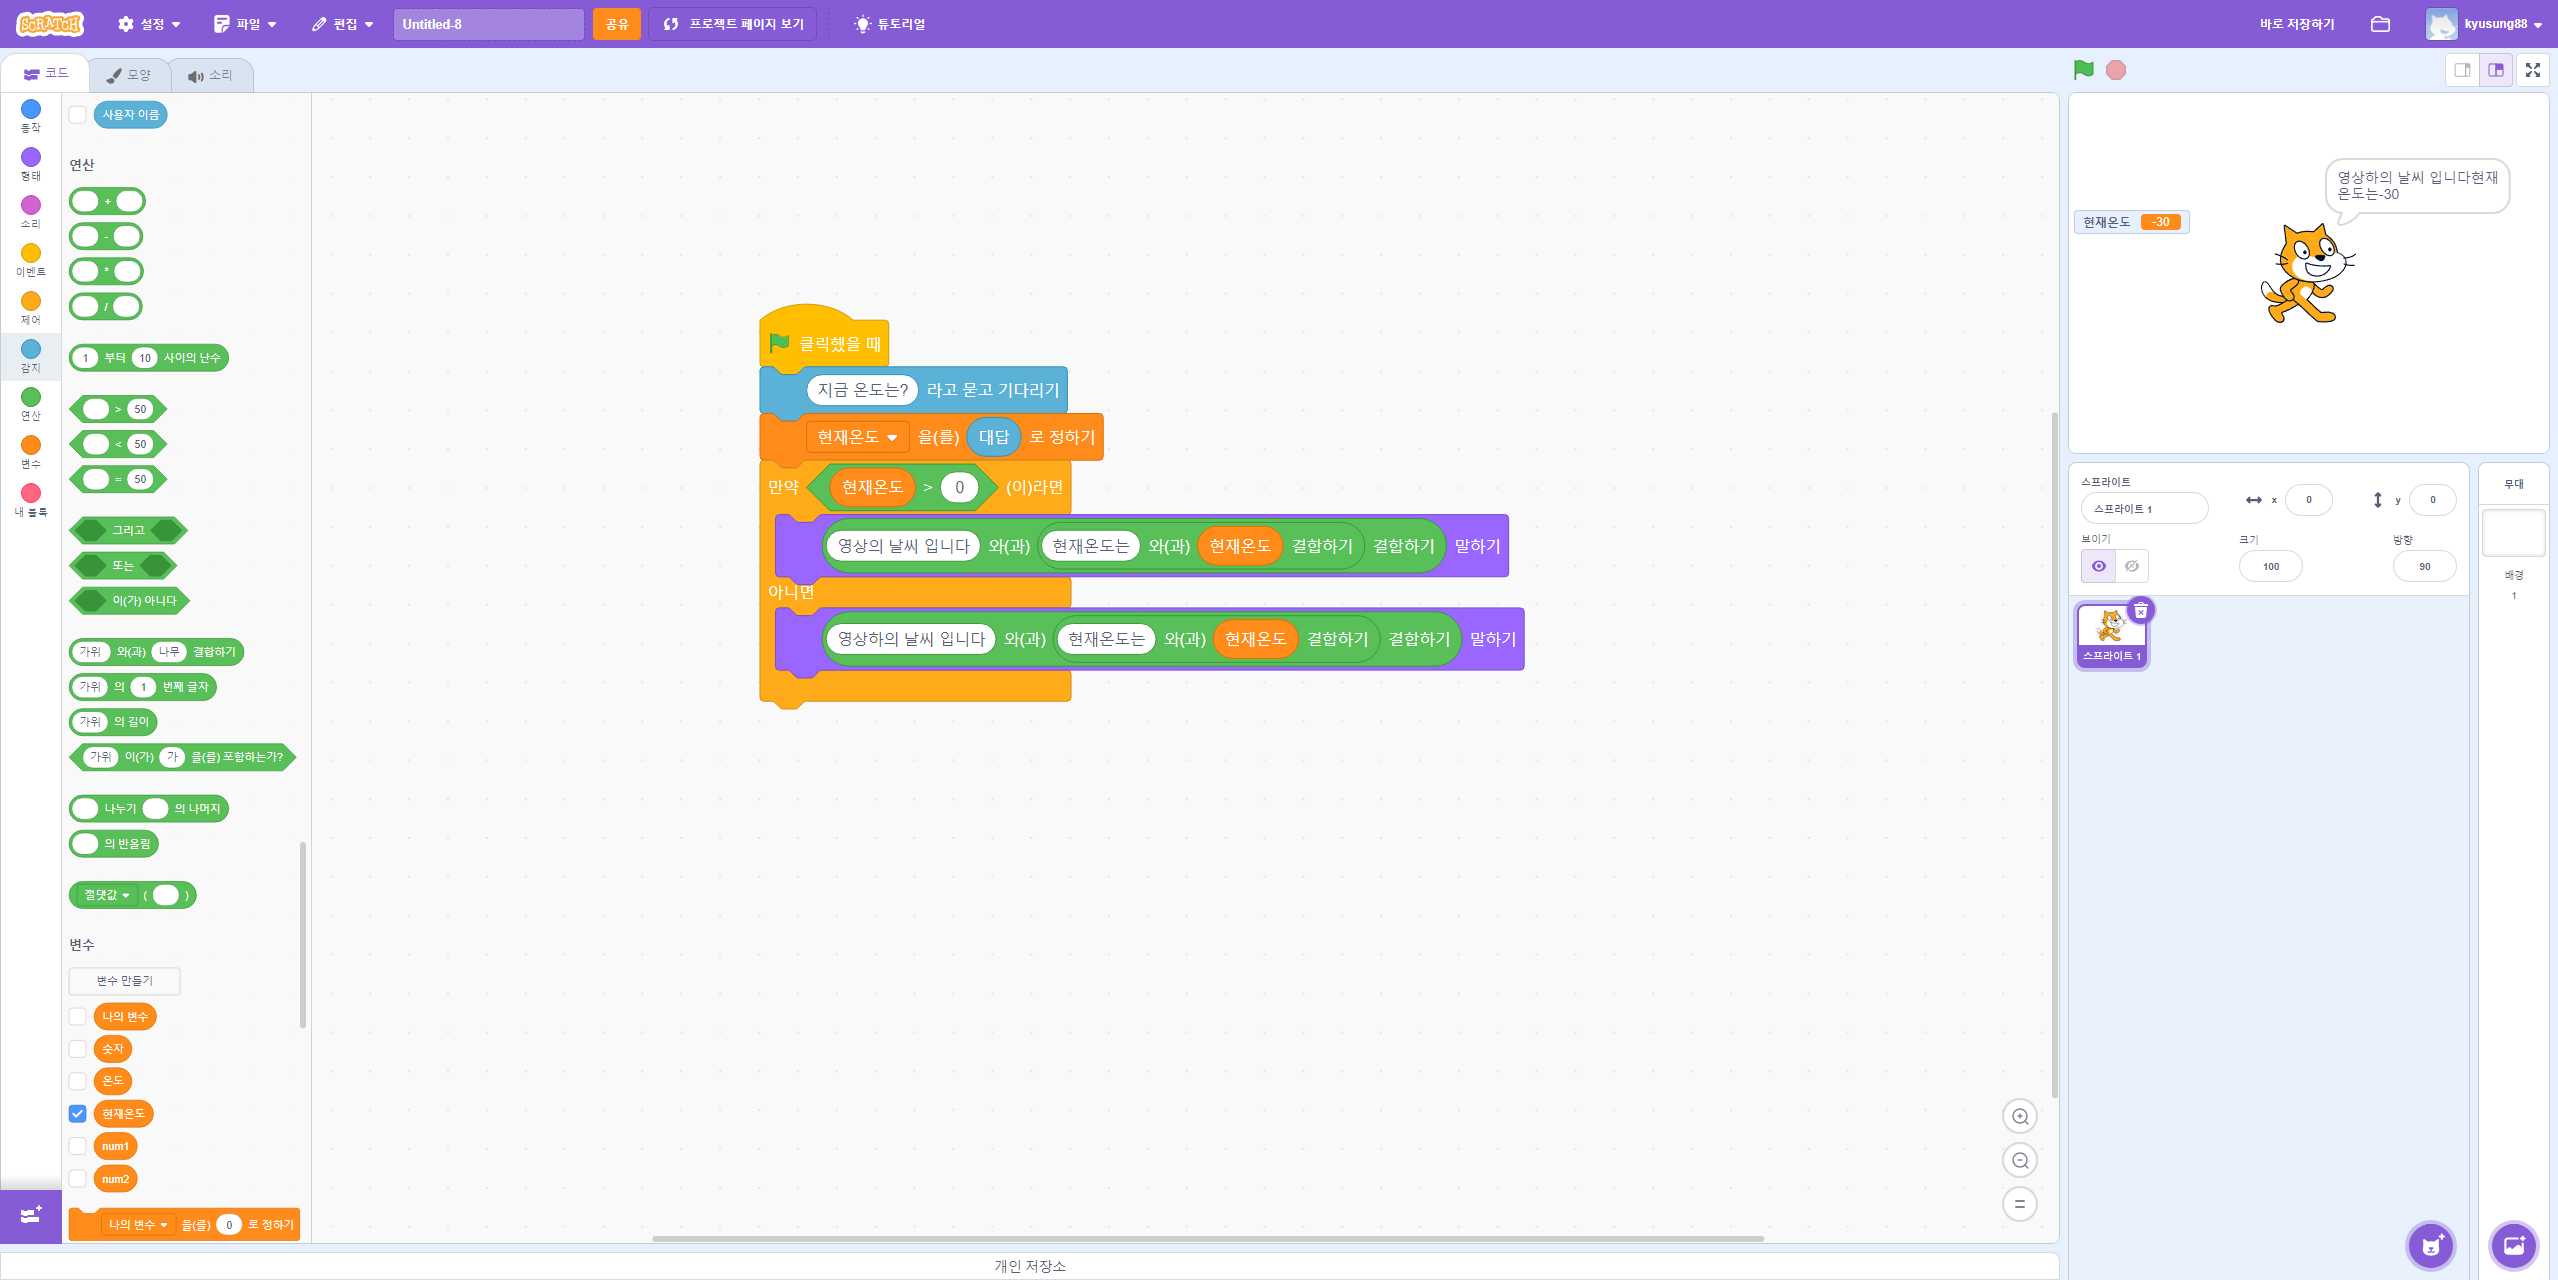 SCRATCH 설정 파일 편집 Untitled-8 공유 프로젝트 페이지 보기 튜토리얼 바로 저장하기 kyusung88
코드 모양 소리
동작
형태
소리
이벤트
제어
감지
연산
변수
내 블록
사용자 이름
연산
+
-
*
/
1 부터 10 사이의 난수
> 50
< 50
= 50
그리고
또는
이(가) 아니다
가위 와(과) 나무 결합하기
가위 의 1 번째 글자
가위 의 길이
가위 이(가) 가 을(를) 포함하는가?
나누기 의 나머지
의 반올림
절댓값 ( )
변수
변수 만들기
나의 변수
숫자
온도
현재온도
num1
num2
나의 변수 을(를) 0 로 정하기
클릭했을 때
지금 온도는? 라고 묻고 기다리기
현재온도 을(를) 대답 로 정하기
만약 현재온도 > 0 (이)라면
영상의 날씨 입니다 와(과) 현재온도는 와(과) 현재온도 결합하기 결합하기 말하기
아니면
영상하의 날씨 입니다 와(과) 현재온도는 와(과) 현재온도 결합하기 결합하기 말하기
개인 저장소
영상하의 날씨 입니다현재
온도는-30
현재온도 -30
스프라이트
스프라이트 1 x 0 y 0
보이기 크기 방향
100 90
스프라이트 1
무대
배경
1